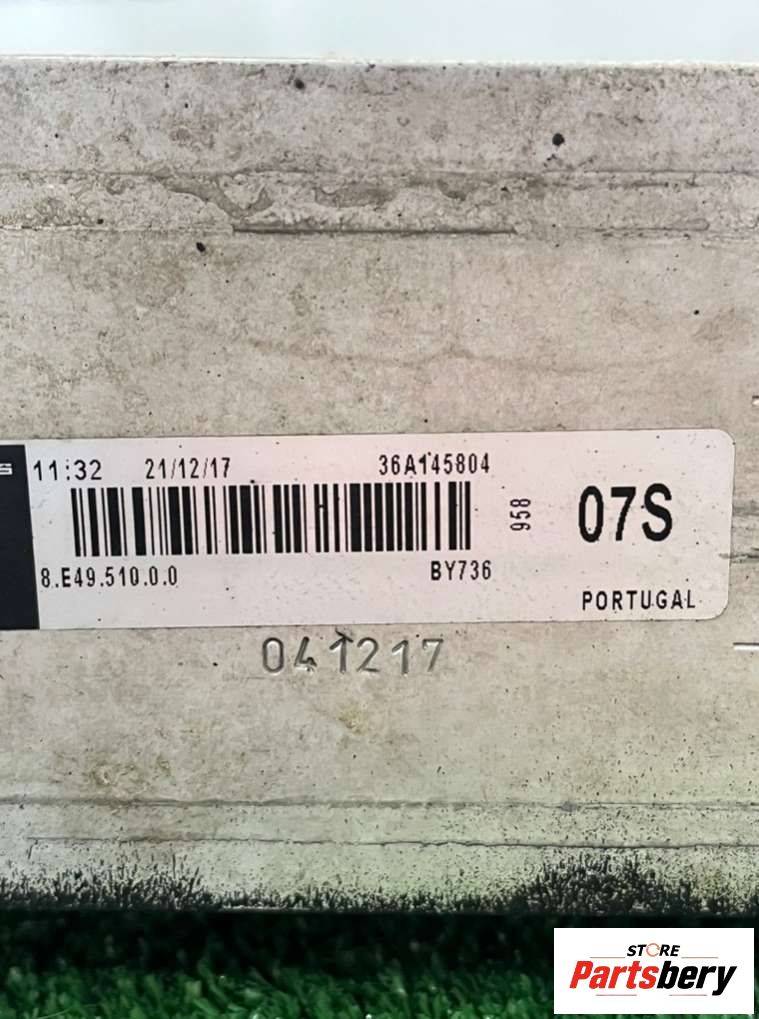 11:32 21/12/17 36A145804
958
07S
8.E49.510.0.0 BY736
PORTUGAL
041217
STORE
Partsbery